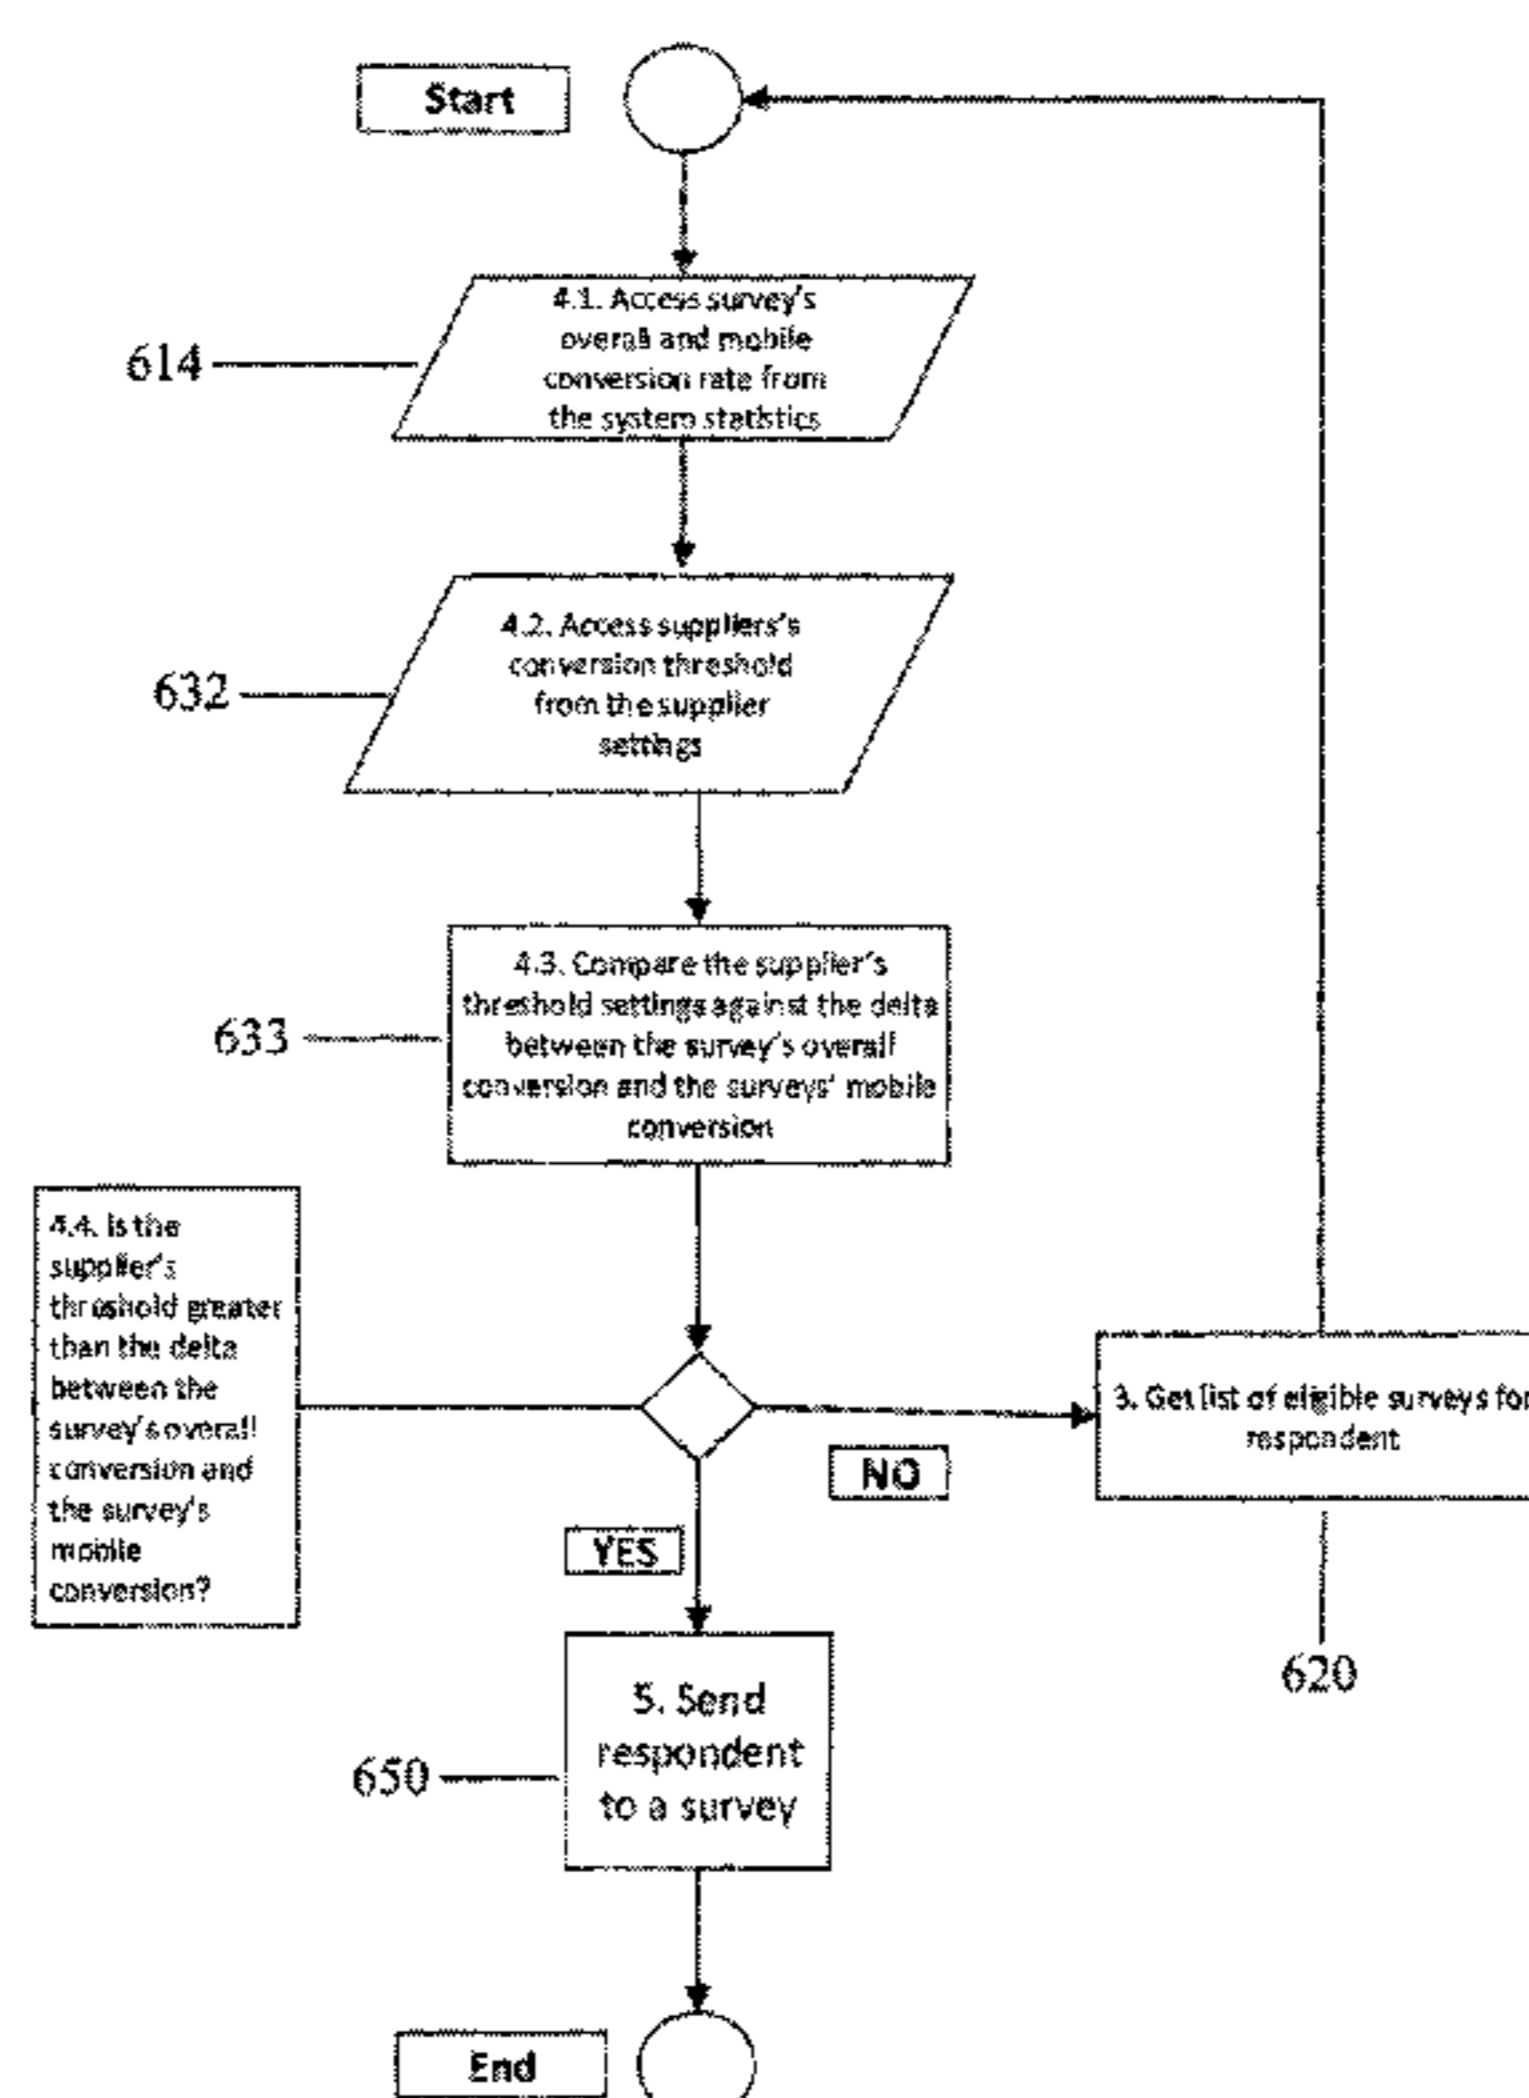 Start
4.1. Access survey's
overall and mobile
conversion rate from
the system statistics
614
4.2. Access suppliers's
conversion threshold
from the supplier
settings
632
4.3. Compare the supplier's
threshold settings against the delta
between the survey's overall
conversion and the surveys' mobile
conversion
633
4.4. Is the
supplier's
threshold greater
than the delta
between the
survey's overall
conversion and
the survey's
mobile
conversion?
NO
3. Get list of eligible surveys for
respondent
620
YES
5. Send
respondent
to a survey
650
End